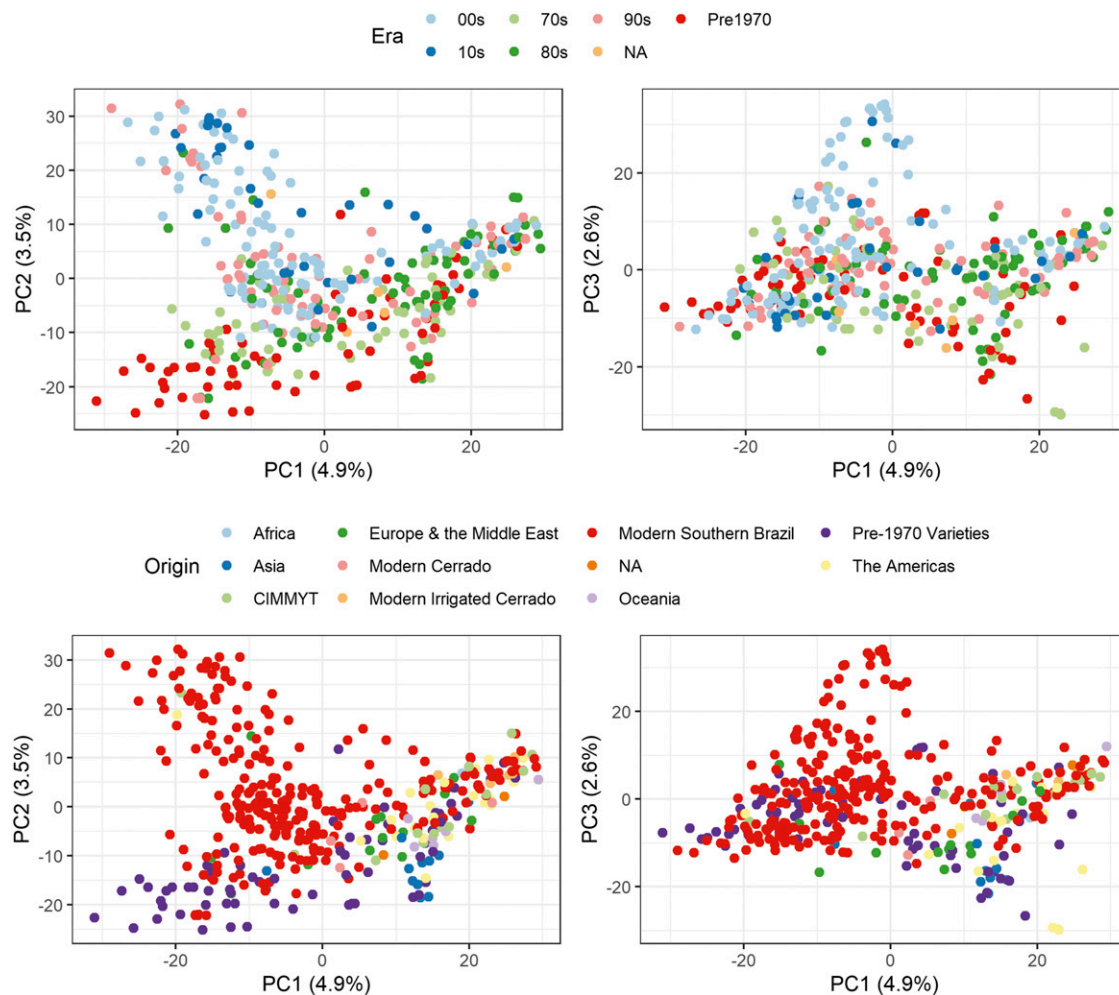 Era 00s 70s 90s Pre1970
10s 80s NA
30
20
10
0
-10
-20
-20 0 20
PC1 (4.9%)
PC2 (3.5%)
20
0
-20
-20 0 20
PC1 (4.9%)
PC3 (2.6%)
Origin Africa Europe & the Middle East Modern Southern Brazil Pre-1970 Varieties
Asia Modern Cerrado NA The Americas
CIMMYT Modern Irrigated Cerrado Oceania
30
20
10
0
-10
-20
-20 0 20
PC1 (4.9%)
PC2 (3.5%)
20
0
-20
-20 0 20
PC1 (4.9%)
PC3 (2.6%)